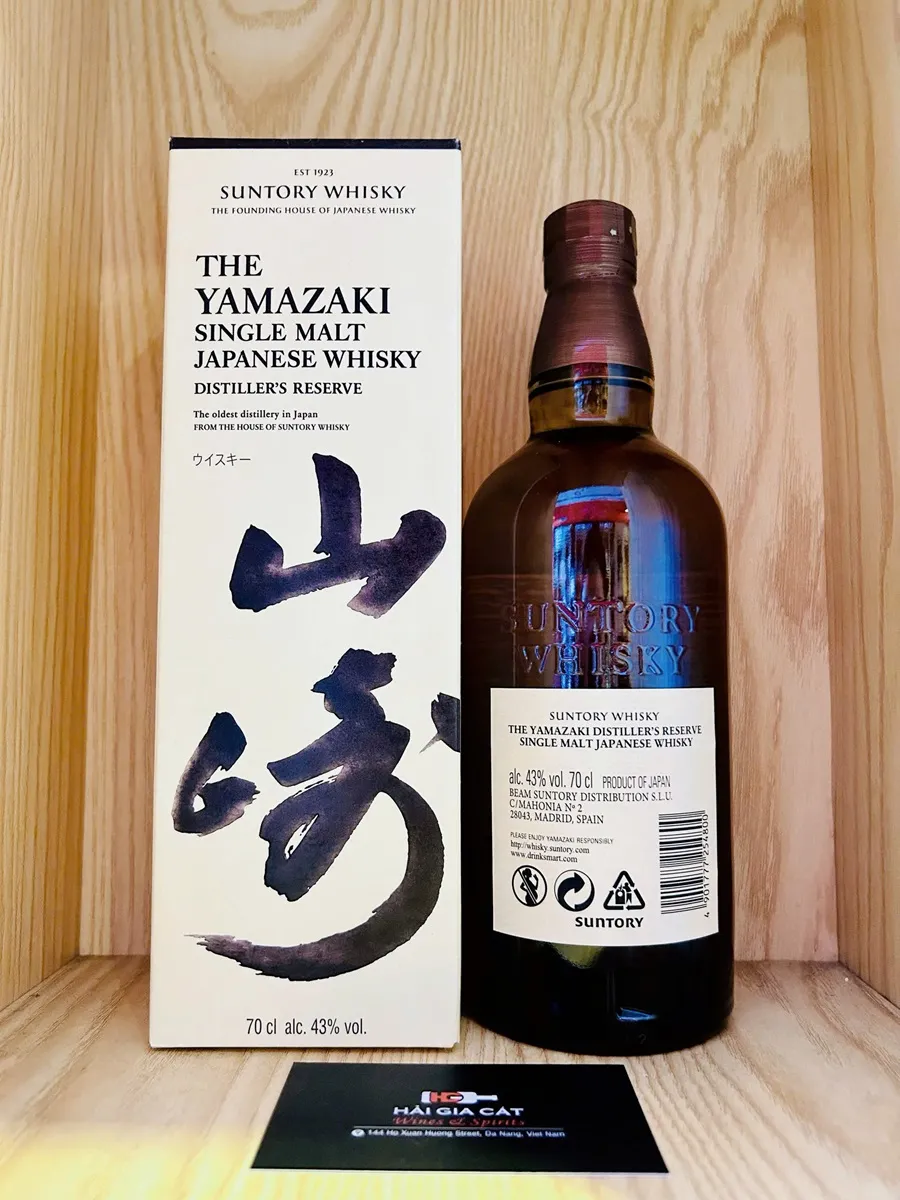 EST 1923
SUNTORY WHISKY
THE FOUNDING HOUSE OF JAPANESE WHISKY
THE
YAMAZAKI
SINGLE MALT
JAPANESE WHISKY
DISTILLER'S RESERVE
The oldest distillery in Japan
FROM THE HOUSE OF SUNTORY WHISKY
ウイスキー
山
崎
70 cl alc. 43% vol.
SUNTORY
WHISKY
SUNTORY WHISKY
THE YAMAZAKI DISTILLER'S RESERVE
SINGLE MALT JAPANESE WHISKY
alc. 43% vol. 70 cl PRODUCT OF JAPAN
BEAM SUNTORY DISTRIBUTION S.L.U.
C/MAHONIA Nº 2
28043, MADRID, SPAIN
PLEASE ENJOY YAMAZAKI RESPONSIBLY
http://whisky.suntory.com
www.drinksmart.com
SUNTORY
4 901777 254800
HẢI GIA CÁT
Wines & Spirits
144 Ho Xuan Huong Street, Da Nang, Viet Nam